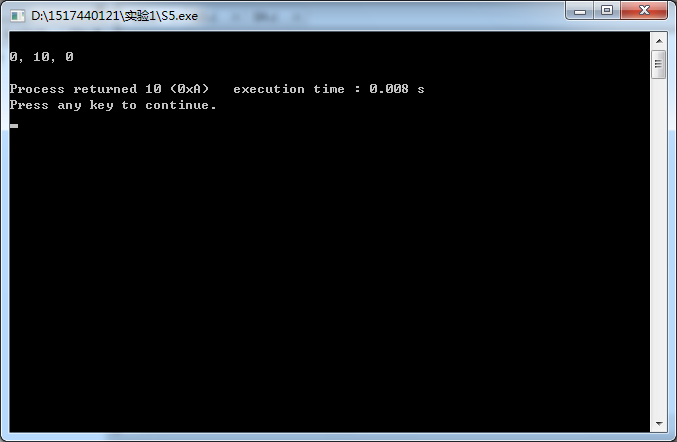 D:\1517440121\实验1\S5.exe
0, 10, 0
Process returned 10 (0xA)   execution time : 0.008 s
Press any key to continue.